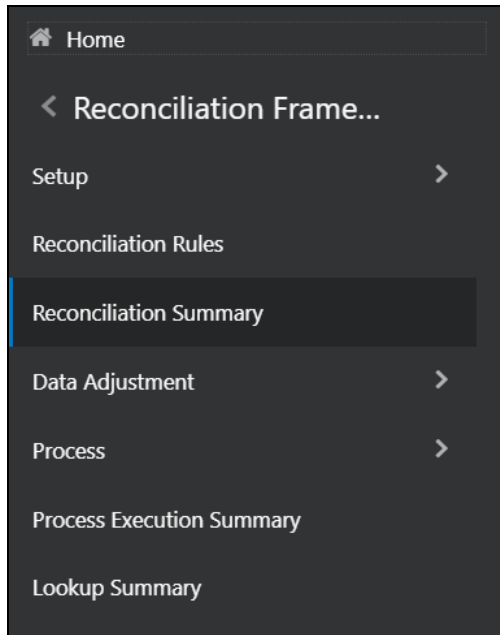 Home
Reconciliation Frame...
Setup
Reconciliation Rules
Reconciliation Summary
Data Adjustment
Process
Process Execution Summary
Lookup Summary